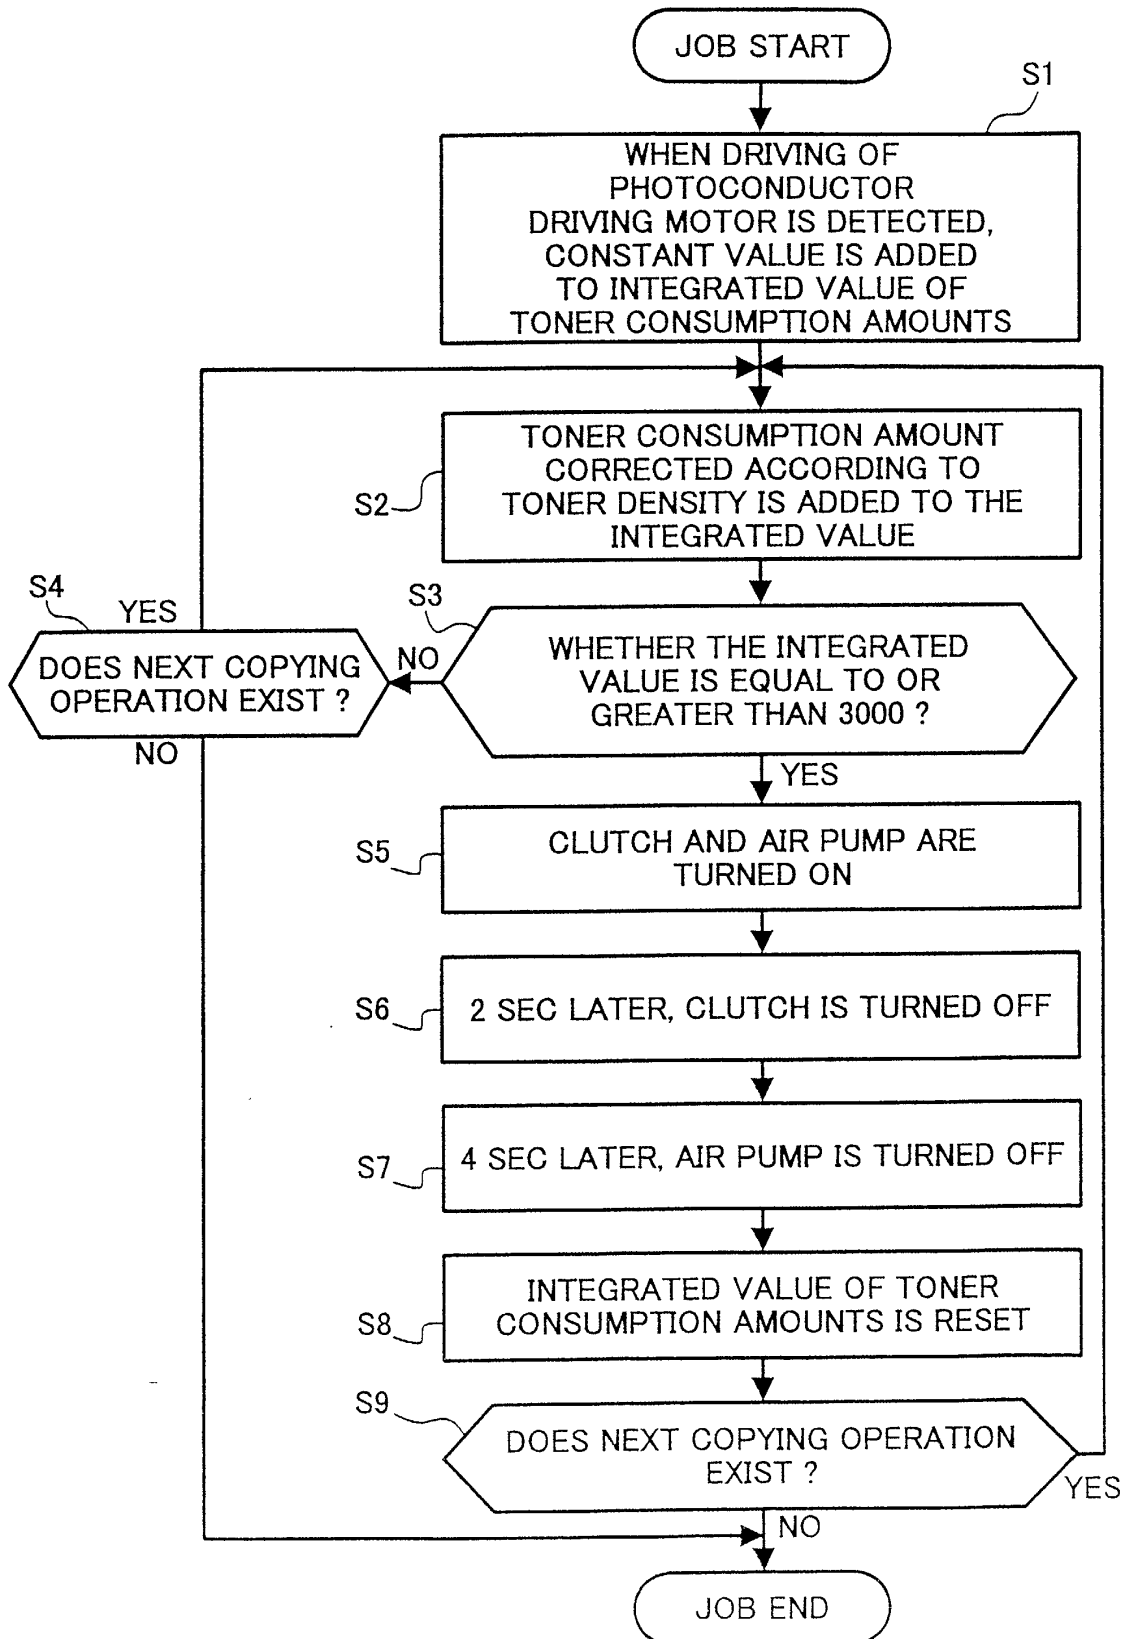 JOB START
S1
WHEN DRIVING OF
PHOTOCONDUCTOR
DRIVING MOTOR IS DETECTED,
CONSTANT VALUE IS ADDED
TO INTEGRATED VALUE OF
TONER CONSUMPTION AMOUNTS
S2
TONER CONSUMPTION AMOUNT
CORRECTED ACCORDING TO
TONER DENSITY IS ADDED TO THE
INTEGRATED VALUE
S3
WHETHER THE INTEGRATED
VALUE IS EQUAL TO OR
GREATER THAN 3000 ?
NO
YES
S4
YES
DOES NEXT COPYING
OPERATION EXIST ?
NO
S5
CLUTCH AND AIR PUMP ARE
TURNED ON
S6
2 SEC LATER, CLUTCH IS TURNED OFF
S7
4 SEC LATER, AIR PUMP IS TURNED OFF
S8
INTEGRATED VALUE OF TONER
CONSUMPTION AMOUNTS IS RESET
S9
DOES NEXT COPYING OPERATION
EXIST ?
YES
NO
JOB END